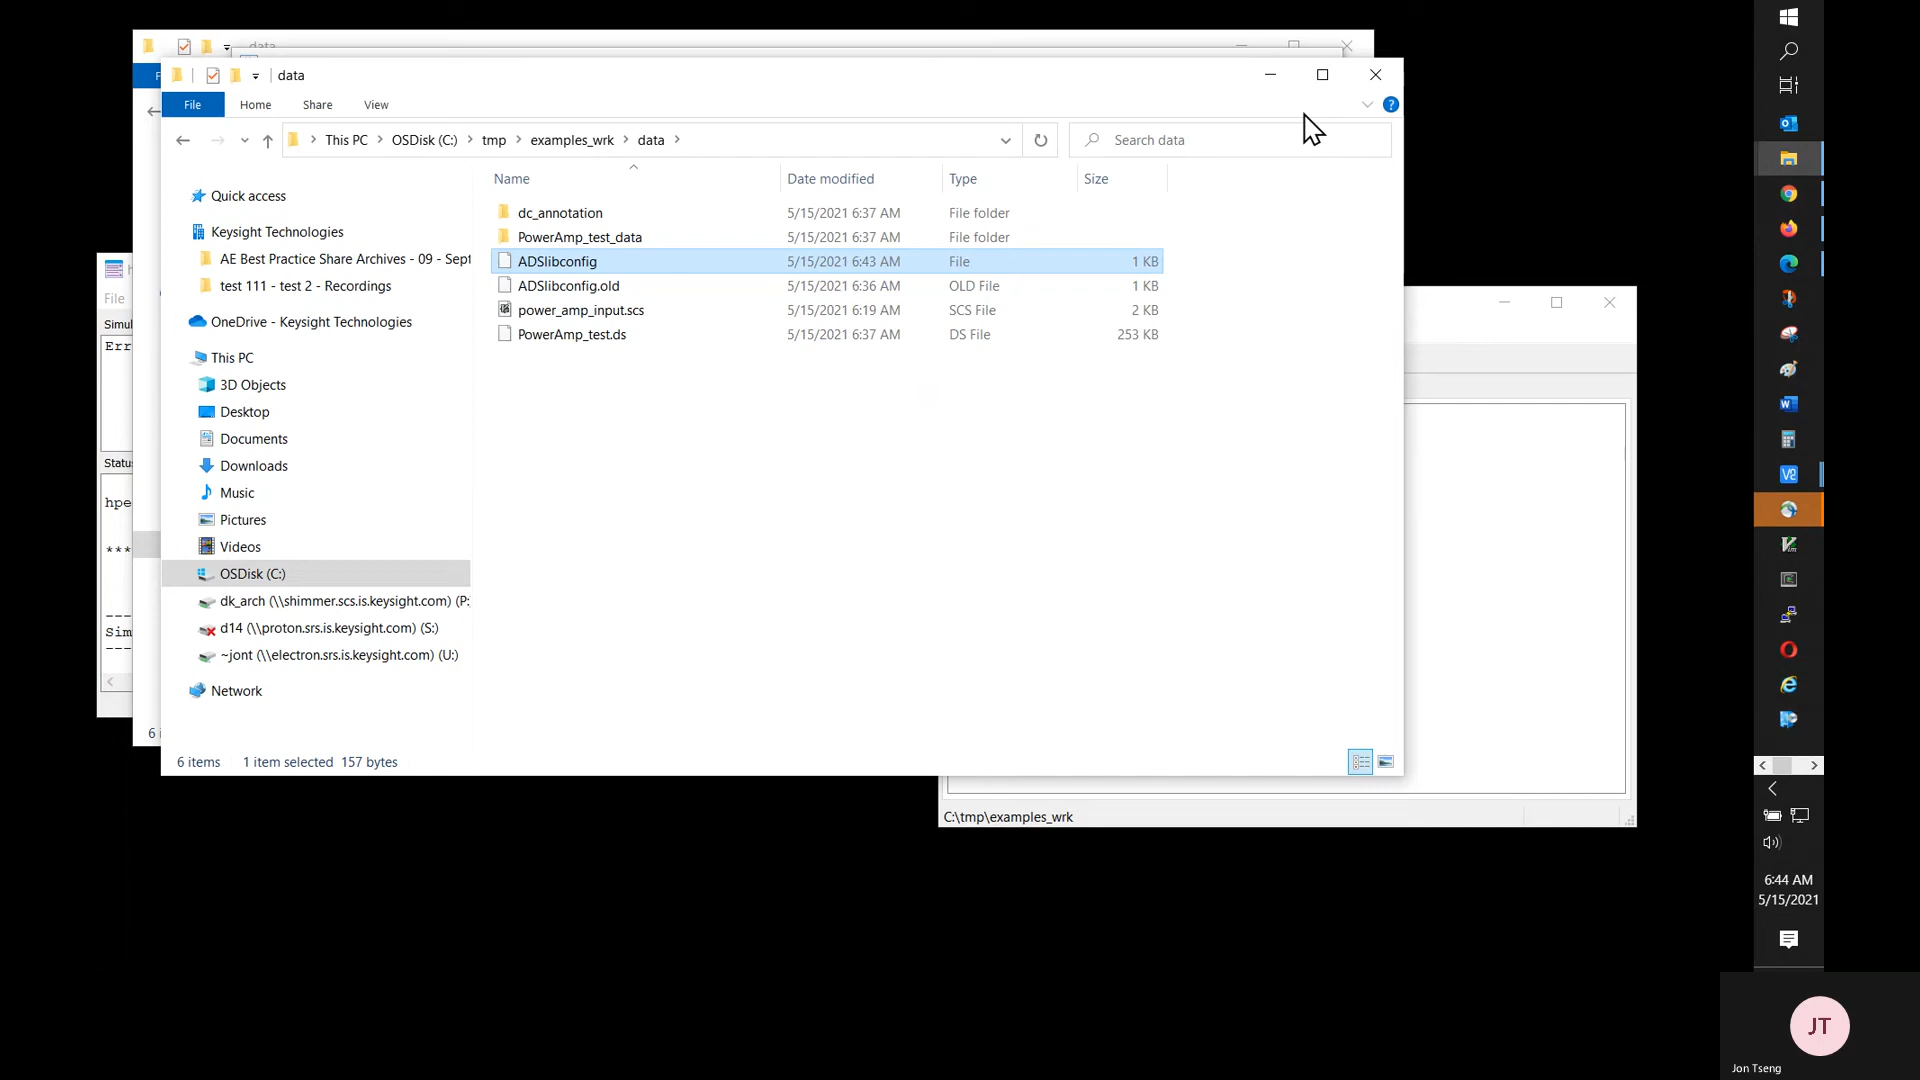 data
data
File
Home
Share
View
This PC
OSDisk (C:)
tmp
examples_wrk
data
Search data
Name
Date modified
Type
Size
Quick access
Keysight Technologies
AE Best Practice Share Archives - 09 - Sept
test 111 - test 2 - Recordings
OneDrive - Keysight Technologies
This PC
3D Objects
Desktop
Documents
Downloads
Music
Pictures
Videos
OSDisk (C:)
dk_arch (\\shimmer.scs.is.keysight.com) (P:
d14 (\\proton.srs.is.keysight.com) (S:)
~jont (\\electron.srs.is.keysight.com) (U:)
Network
dc_annotation 5/15/2021 6:37 AM File folder
PowerAmp_test_data 5/15/2021 6:37 AM File folder
ADSlibconfig 5/15/2021 6:43 AM File 1 KB
ADSlibconfig.old 5/15/2021 6:36 AM OLD File 1 KB
power_amp_input.scs 5/15/2021 6:19 AM SCS File 2 KB
PowerAmp_test.ds 5/15/2021 6:37 AM DS File 253 KB
6 items 1 item selected 157 bytes
File
Simul
Err
Statu
hpe
****
---
Sim
---
6 i
C:\tmp\examples_wrk
6:44 AM
5/15/2021
JT
Jon Tseng